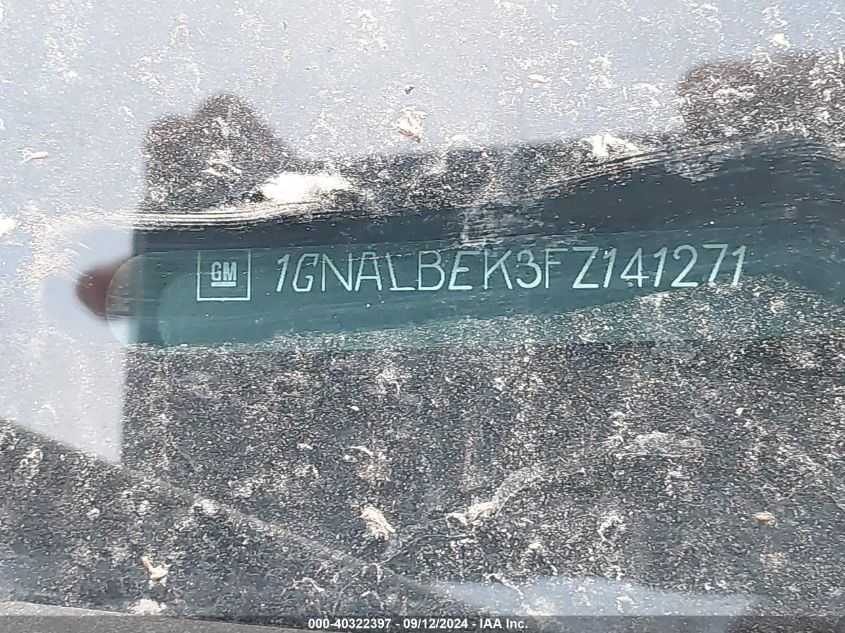 GM 1GNALBEK3FZ141271
000-40322397 - 09/12/2024 - IAA Inc.